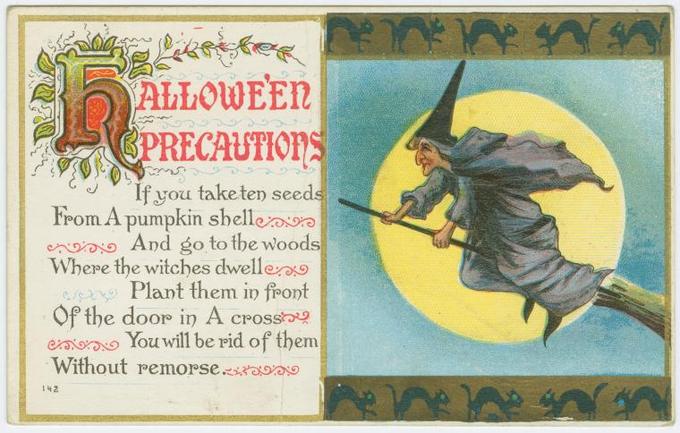 HALLOWE'EN
PRECAUTIONS
If you take ten seeds
From A pumpkin shell
And go to the woods
Where the witches dwell
Plant them in front
Of the door in A cross
You will be rid of them
Without remorse.
142